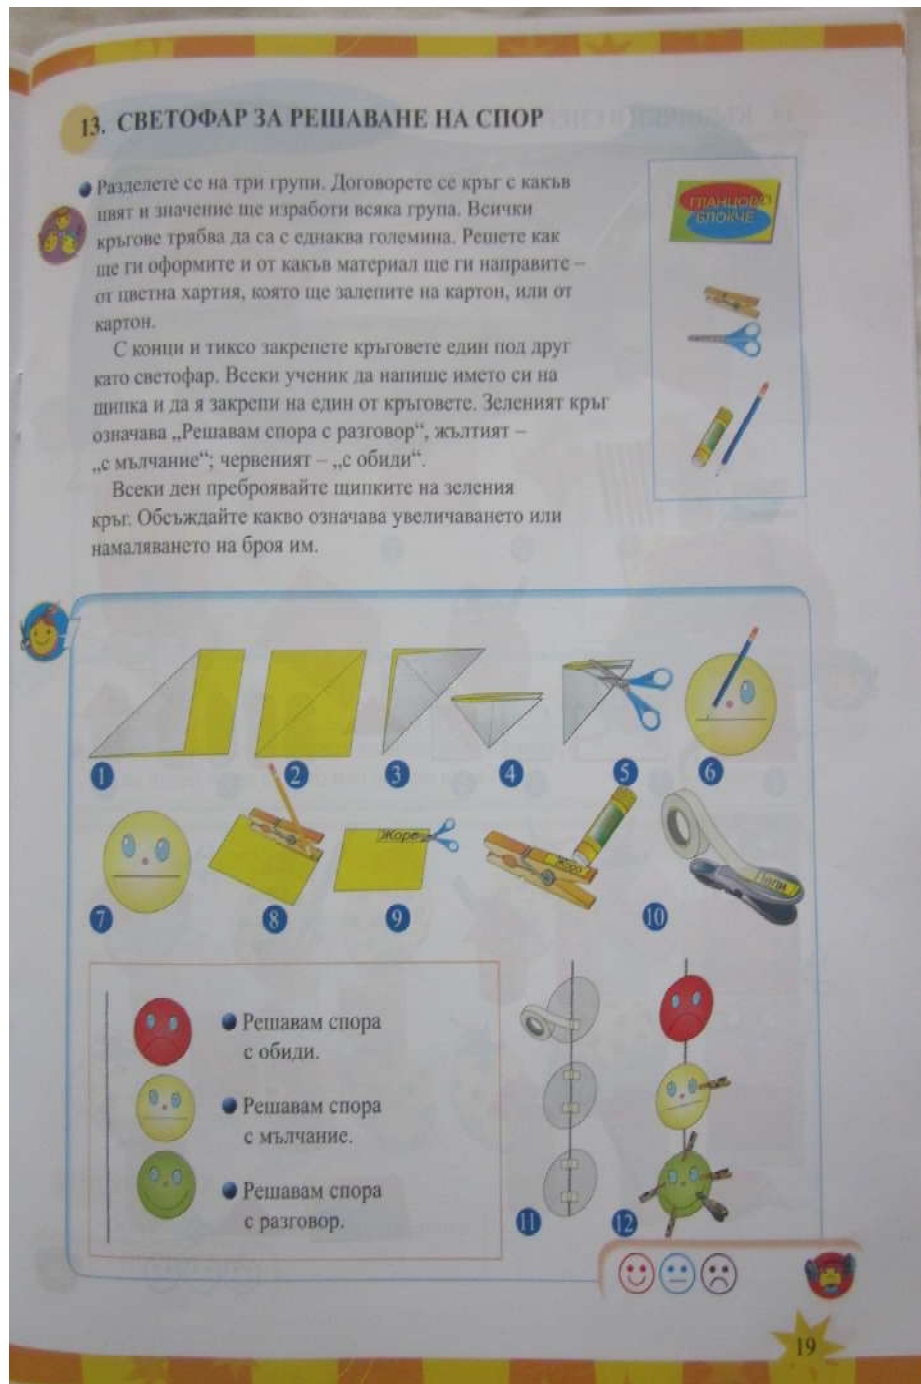 13. СВЕТОФАР ЗА РЕШАВАНЕ НА СПОР
Разделете се на три групи. Договорете се кръг с какъв
цвят и значение ще изработи всяка група. Всички
кръгове трябва да са с еднаква големина. Решете как
ще ги оформите и от какъв материал ще ги направите –
от цветна хартия, която ще залепите на картон, или от
картон.
С конци и тиксо закрепете кръговете един под друг
като светофар. Всеки ученик да напише името си на
щипка и да я закрепи на един от кръговете. Зеленият кръг
означава „Решавам спора с разговор“, жълтият –
„с мълчание“; червеният – „с обиди“.
Всеки ден преброявайте щипките на зеления
кръг. Обсъждайте какво означава увеличаването или
намаляването на броя им.
ГЛАНЦОВО
БЛОКЧЕ
1 2 3 4 5 6
Жоро
Жоро
Пепи
7 8 9 10
Решавам спора
с обиди.
Решавам спора
с мълчание.
Решавам спора
с разговор.
11 12
19